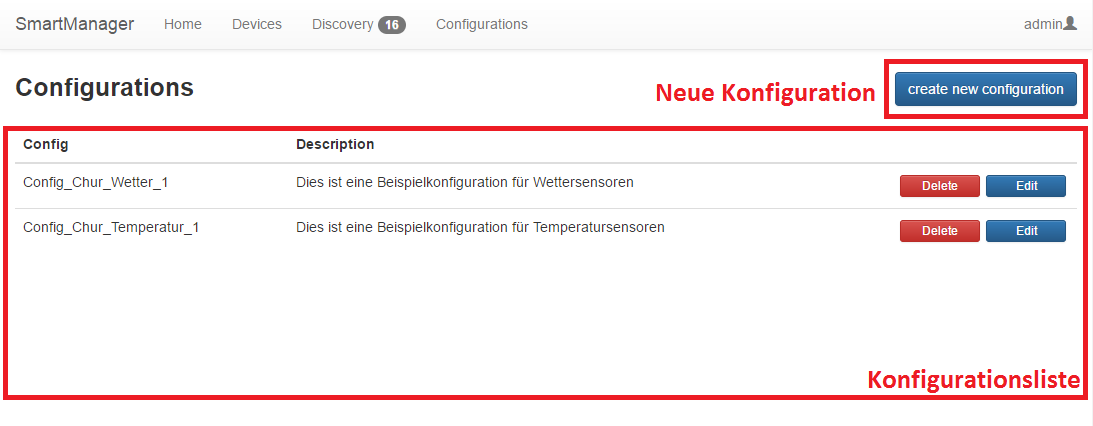 SmartManager Home Devices Discovery 16 Configurations admin
Configurations Neue Konfiguration create new configuration
Config Description
Config_Chur_Wetter_1 Dies ist eine Beispielkonfiguration für Wettersensoren Delete Edit
Config_Chur_Temperatur_1 Dies ist eine Beispielkonfiguration für Temperatursensoren Delete Edit
Konfigurationsliste